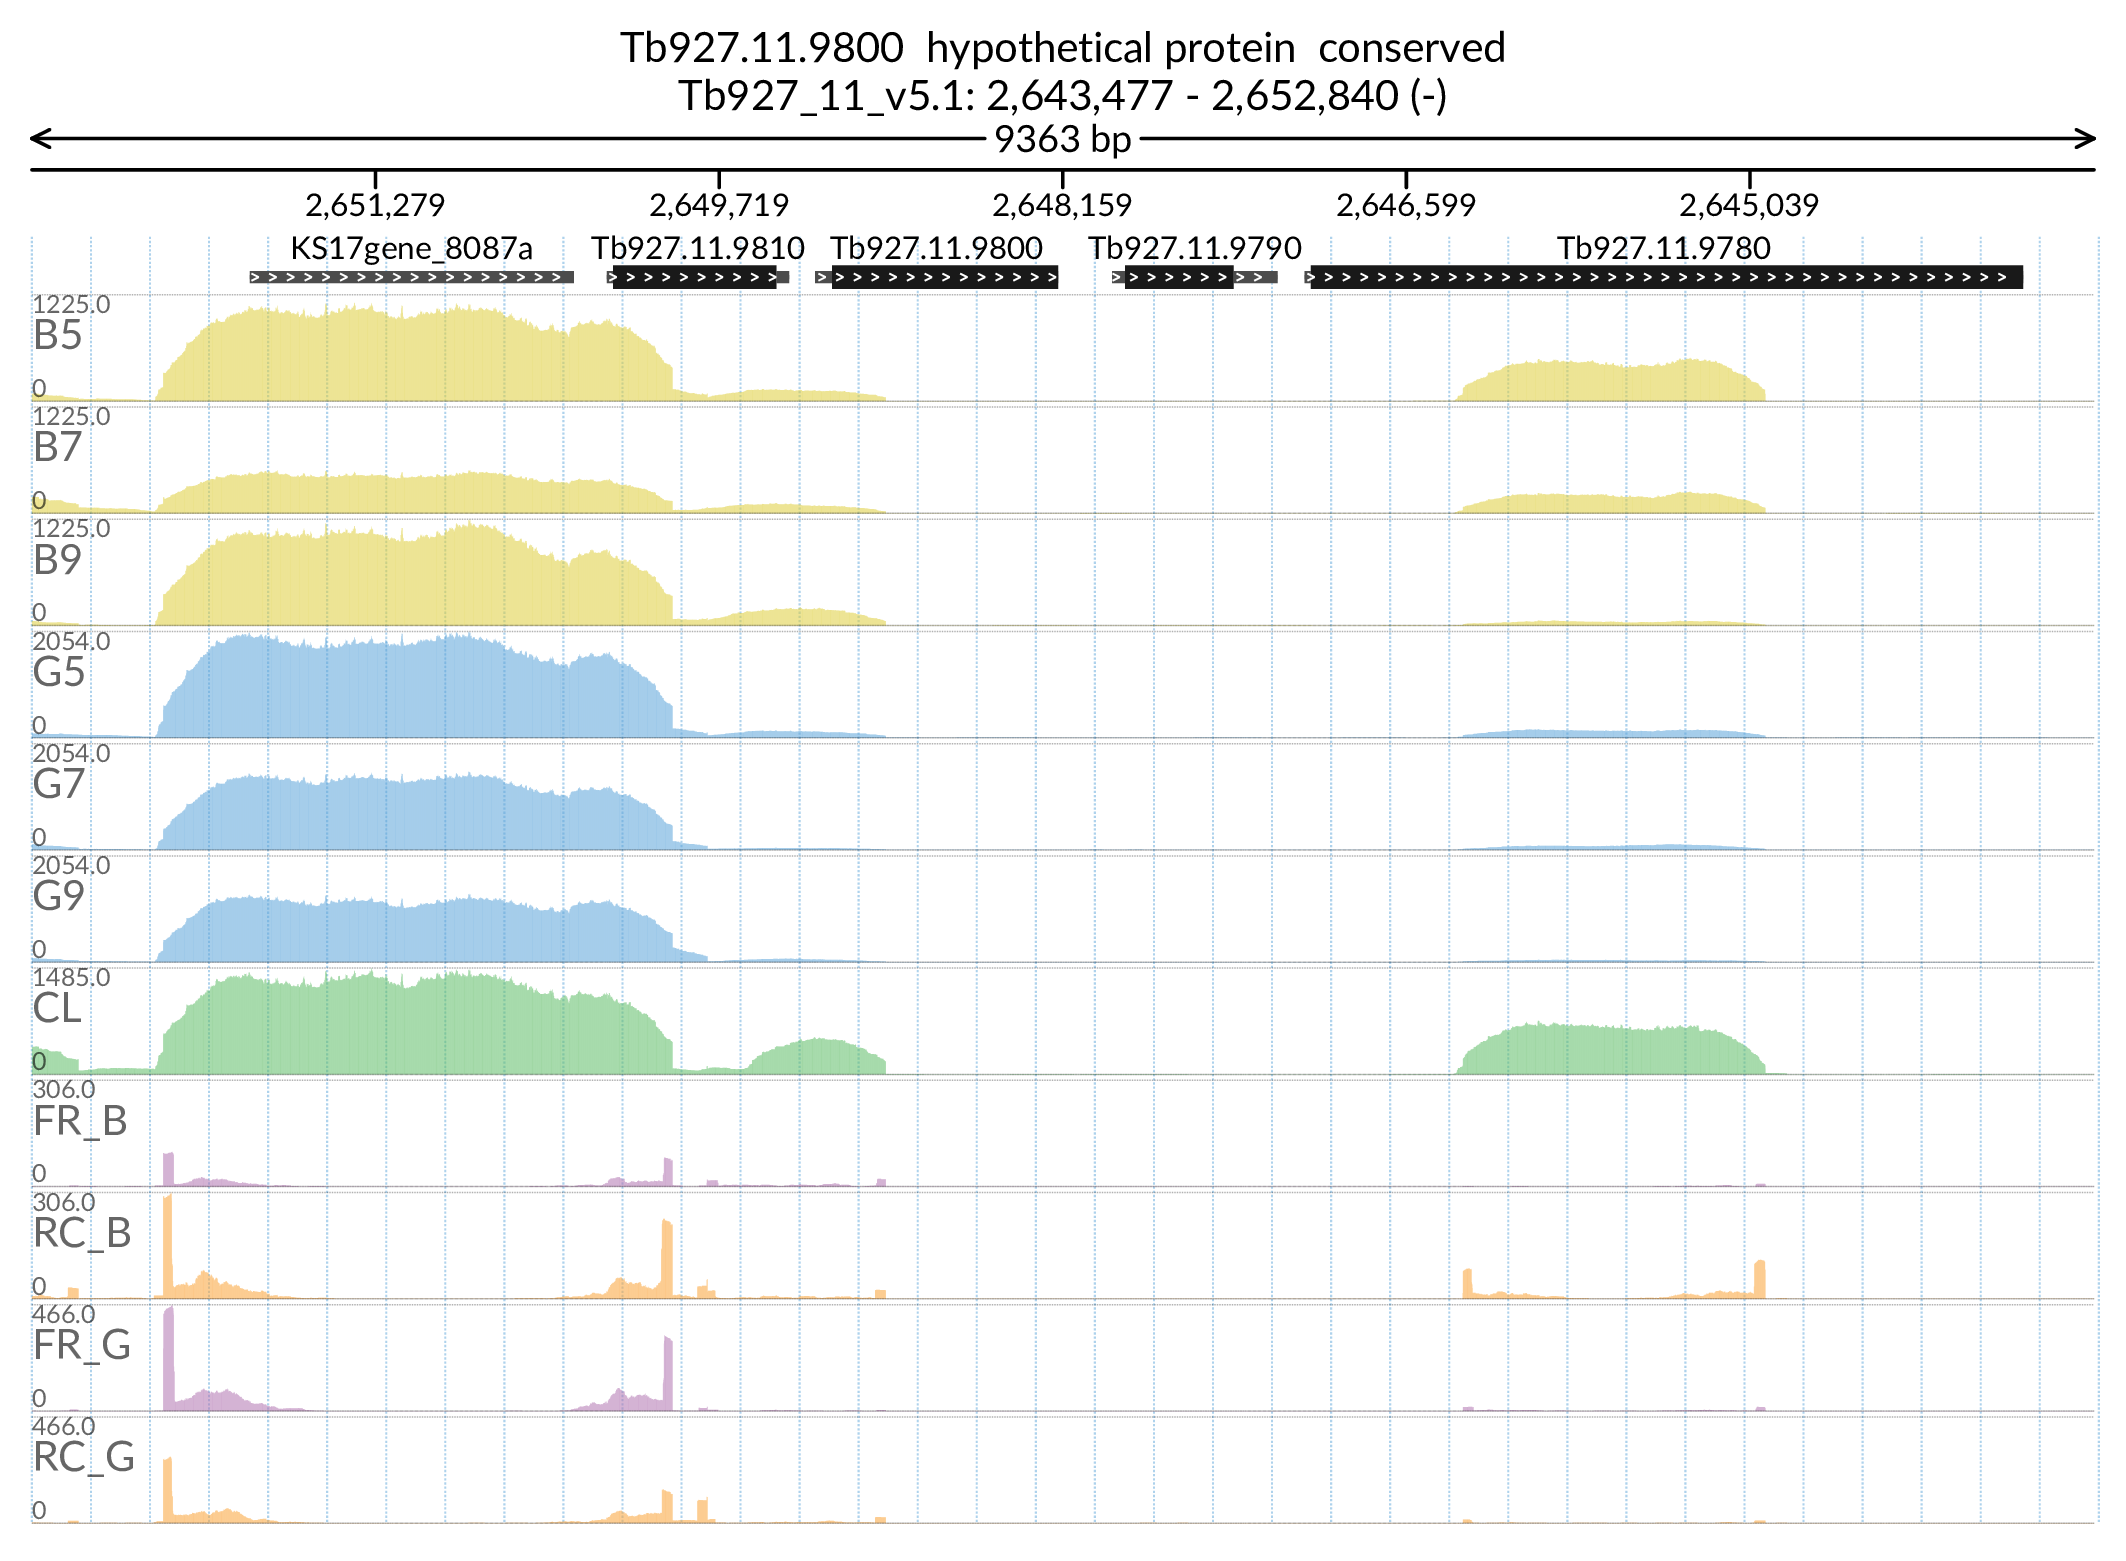 Tb927.11.9800  hypothetical protein  conserved
Tb927_11_v5.1: 2,643,477 - 2,652,840 (-)
9363 bp
2,651,279 2,649,719 2,648,159 2,646,599 2,645,039
KS17gene_8087a Tb927.11.9810 Tb927.11.9800 Tb927.11.9790 Tb927.11.9780
1225.0
B5
0
1225.0
B7
0
1225.0
B9
0
2054.0
G5
0
2054.0
G7
0
2054.0
G9
0
1485.0
CL
0
306.0
FR_B
0
306.0
RC_B
0
466.0
FR_G
0
466.0
RC_G
0